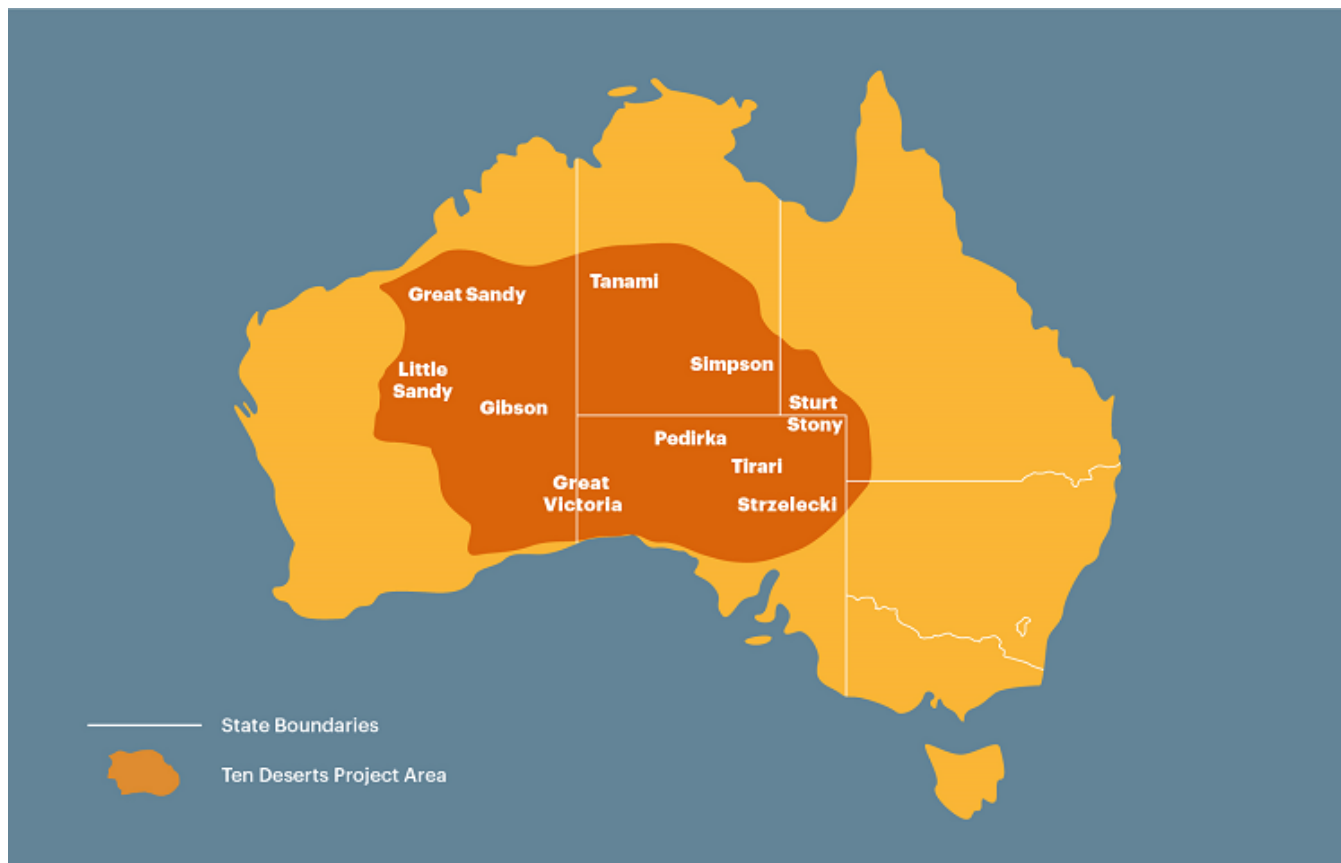 Tanami
Great Sandy
Simpson
Little
Sandy
Gibson
Sturt
Stony
Pedirka
Tirari
Great
Victoria
Strzelecki
State Boundaries
Ten Deserts Project Area